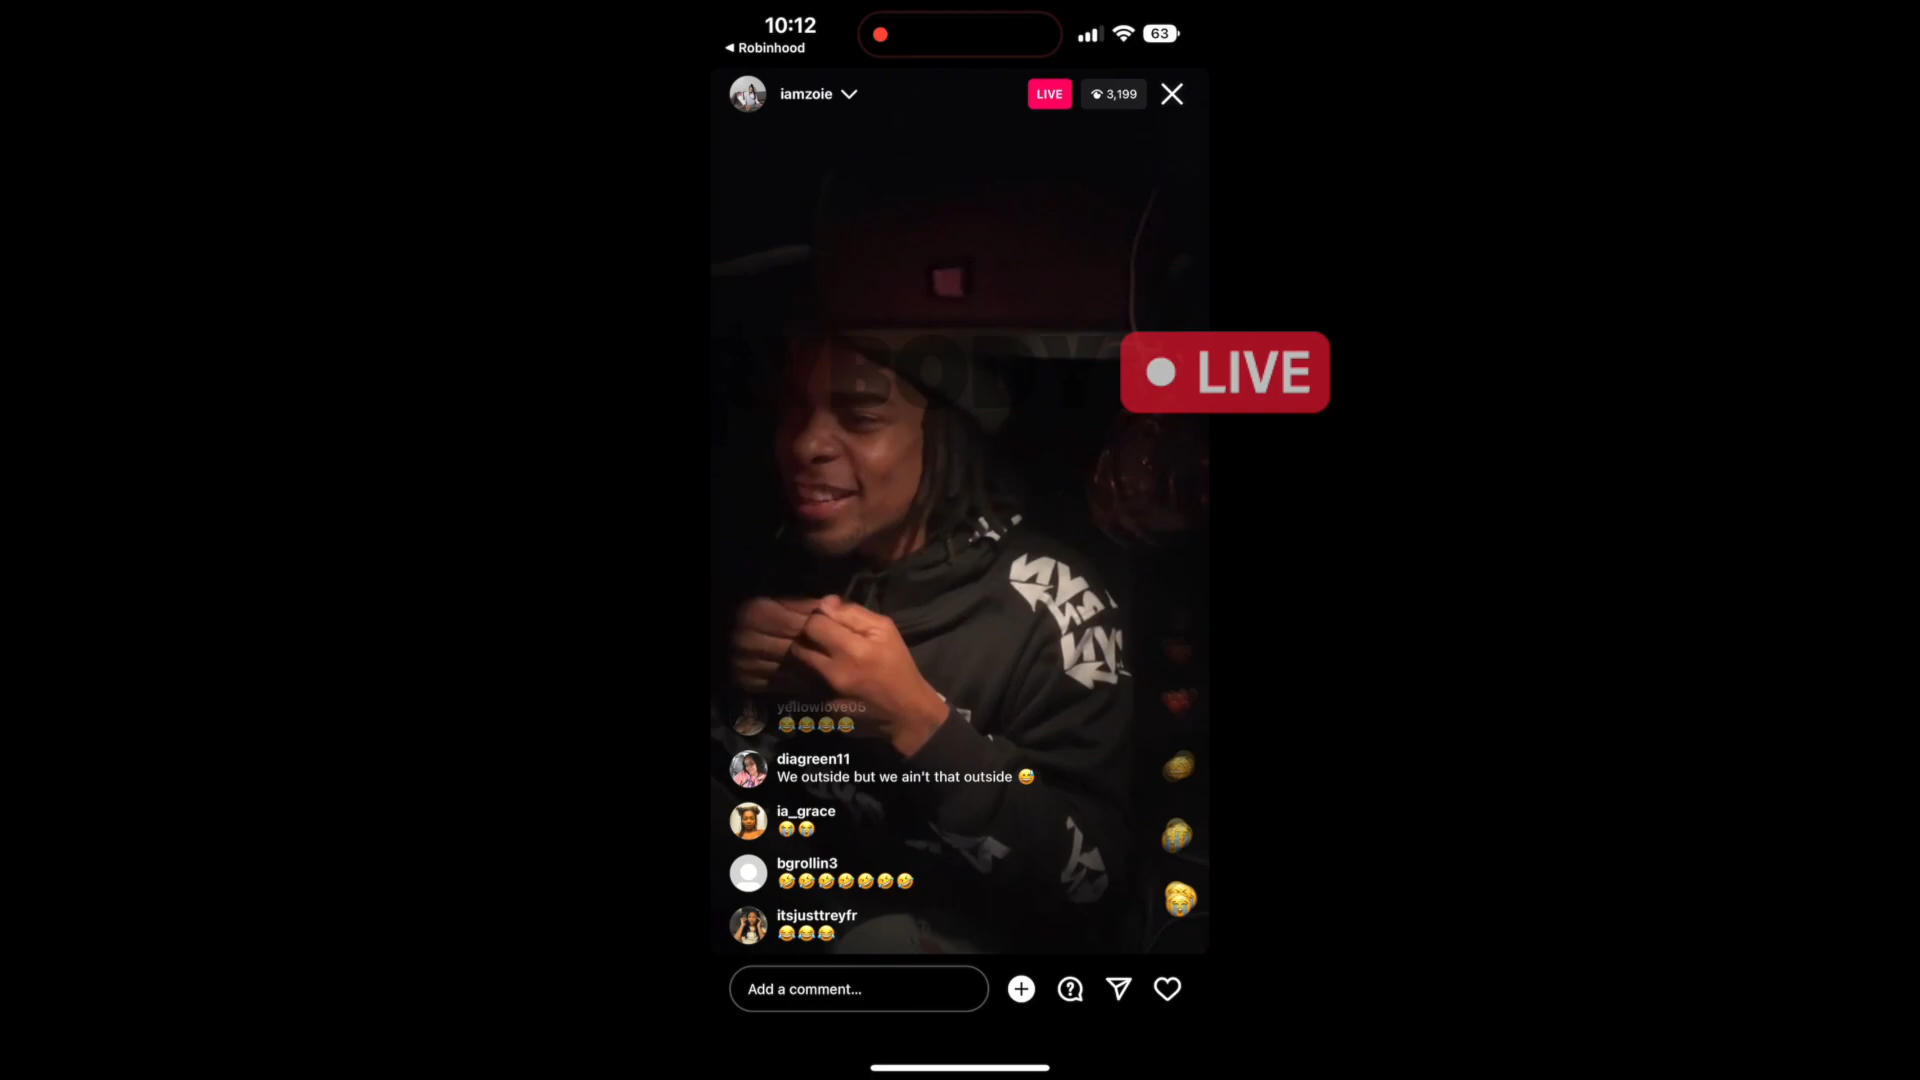 10:12
63
◀ Robinhood
iamzoie
LIVE
3,199
LIVE
yellowlove05
😂😂😂😂
diagreen11
We outside but we ain't that outside 😅
ia_grace
😭😭
bgrollin3
🤣🤣🤣🤣🤣🤣🤣
itsjusttreyfr
😂😂😂
Add a comment...